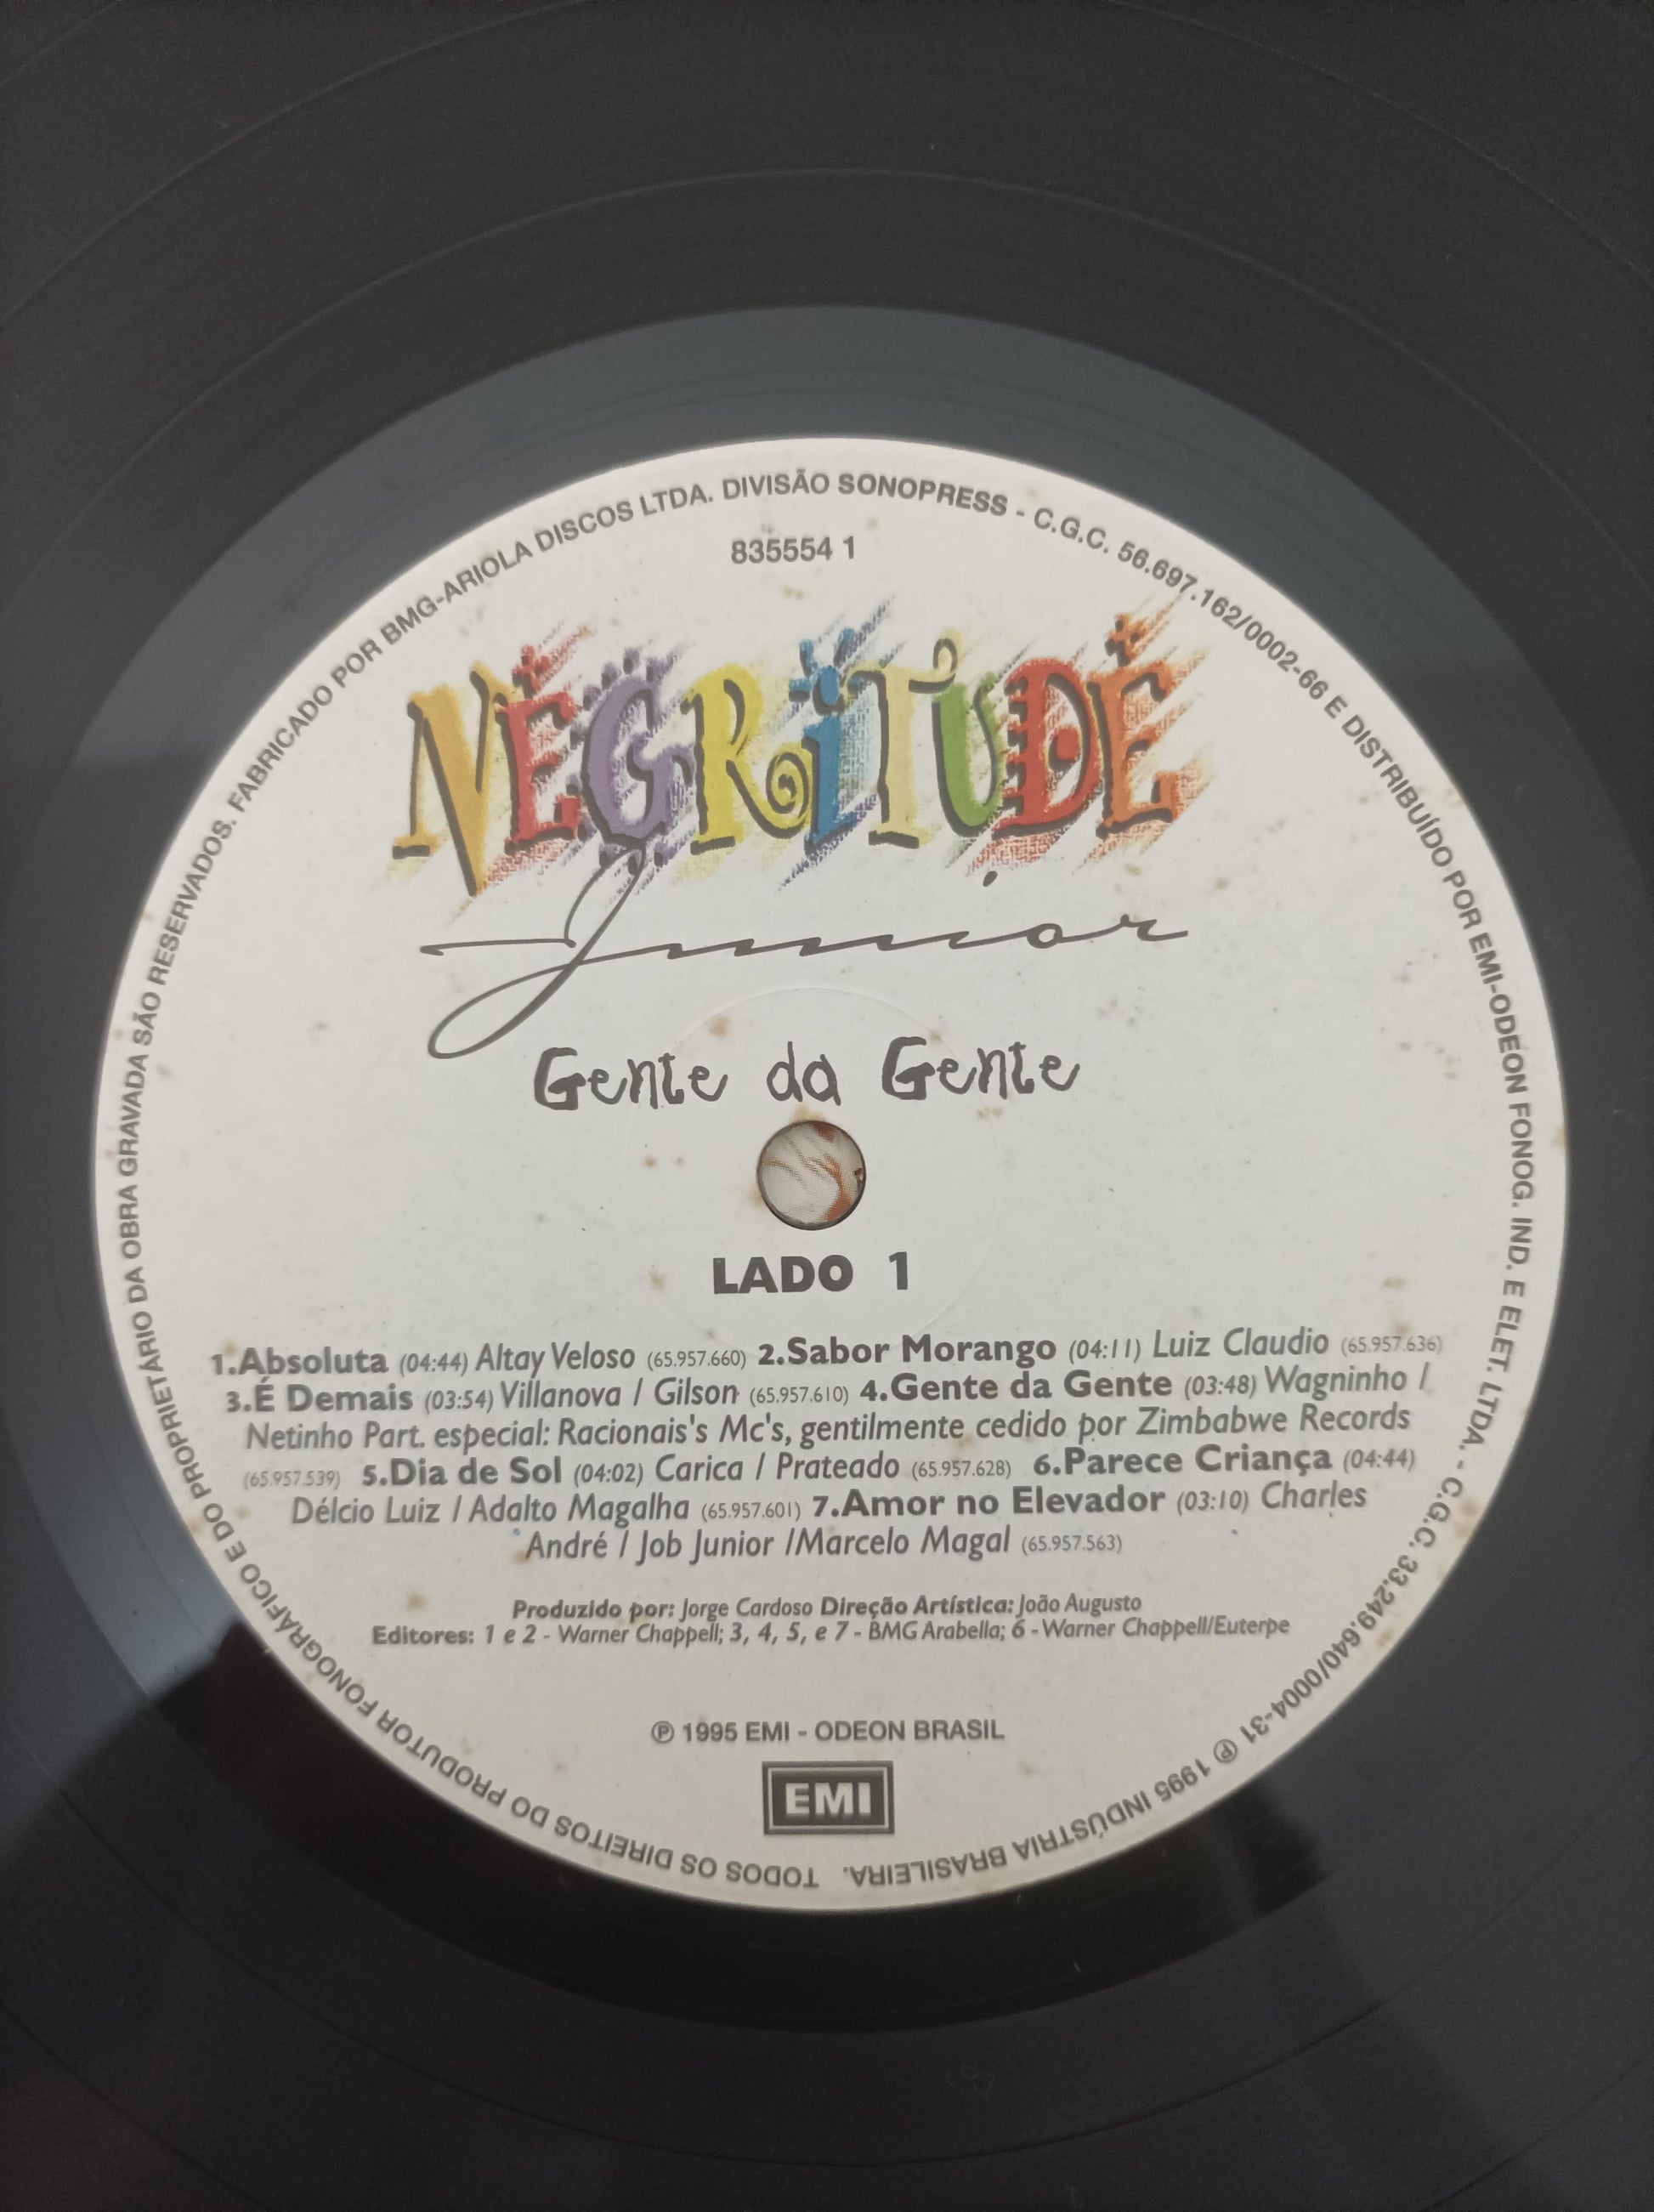 TODOS OS DIREITOS DO PRODUTOR FONOGRÁFICO E DO PROPRIETÁRIO DA OBRA GRAVADA SÃO RESERVADOS. FABRICADO POR BMG-ARIOLA DISCOS LTDA. DIVISÃO SONOPRESS - C.G.C. 56.697.162/0002-66 E DISTRIBUÍDO POR EMI-ODEON FONOG. IND. E ELET. LTDA. - C.G.C. 33.249.640/0004-31 ℗ 1995 INDÚSTRIA BRASILEIRA.
835554 1
NEGRiTUDE
Junior
Gente da Gente
LADO 1
1.Absoluta (04:44) Altay Veloso (65.957.660) 2.Sabor Morango (04:11) Luiz Claudio (65.957.636)
3.É Demais (03:54) Villanova / Gilson (65.957.610) 4.Gente da Gente (03:48) Wagninho /
Netinho Part. especial: Racionais's Mc's, gentilmente cedido por Zimbabwe Records
(65.957.539) 5.Dia de Sol (04:02) Carica / Prateado (65.957.628) 6.Parece Criança (04:44)
Délcio Luiz / Adalto Magalha (65.957.601) 7.Amor no Elevador (03:10) Charles
André / Job Junior /Marcelo Magal (65.957.563)
Produzido por: Jorge Cardoso Direção Artística: João Augusto
Editores: 1 e 2 - Warner Chappell; 3, 4, 5, e 7 - BMG Arabella; 6 - Warner Chappell/Euterpe
℗ 1995 EMI - ODEON BRASIL
EMI